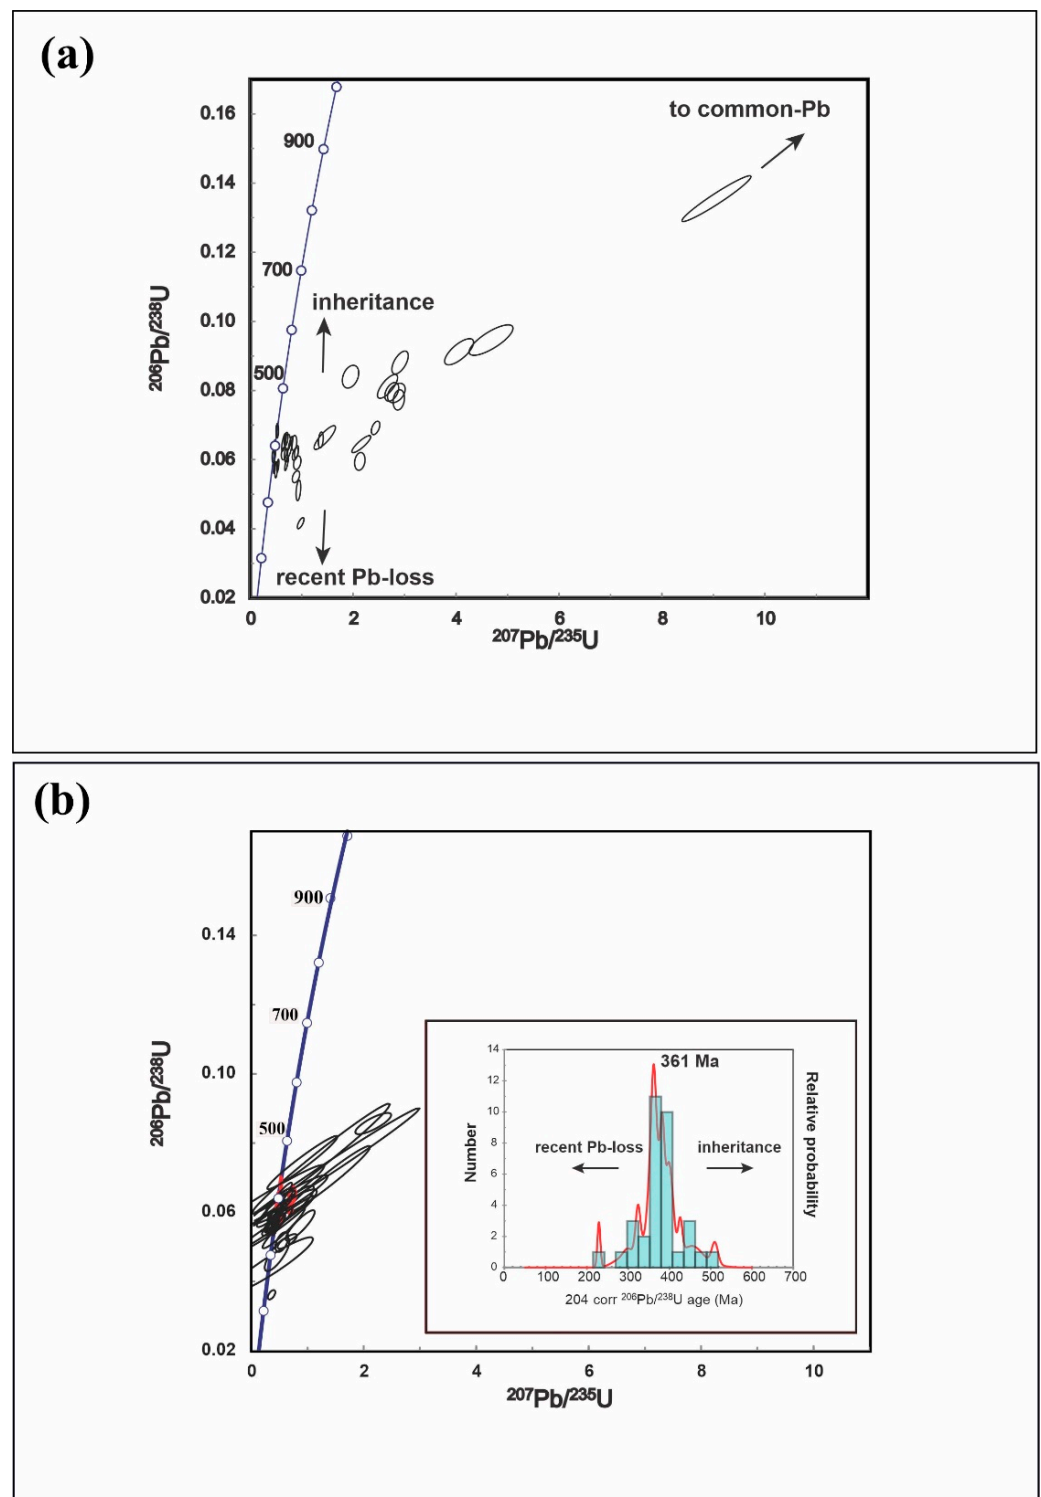 (a)
to common-Pb
0.16
900
0.14
0.12
700
inheritance
0.10
206Pb/238U
500
0.08
0.06
0.04
recent Pb-loss
0.02
0 2 4 6 8 10
207Pb/235U
(b)
900
0.14
700
0.10
206Pb/238U
500
0.06
0.02
0 2 4 6 8 10
207Pb/235U
14
361 Ma
12
10
Number
Relative probability
8
recent Pb-loss inheritance
6
4
2
0
0 100 200 300 400 500 600 700
204 corr 206Pb/238U age (Ma)